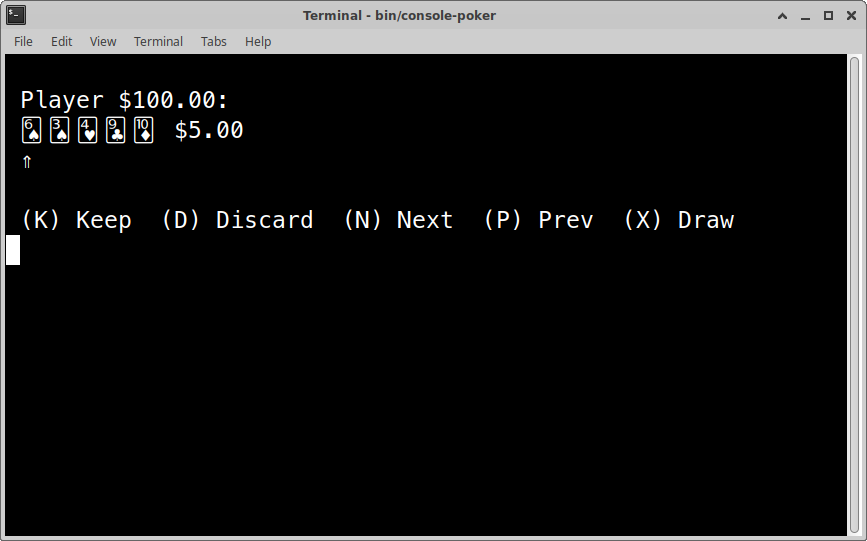 Terminal - bin/console-poker
File Edit View Terminal Tabs Help
Player $100.00:
🂦🂣🂴🃙🃊 $5.00
⇑
(K) Keep (D) Discard (N) Next (P) Prev (X) Draw